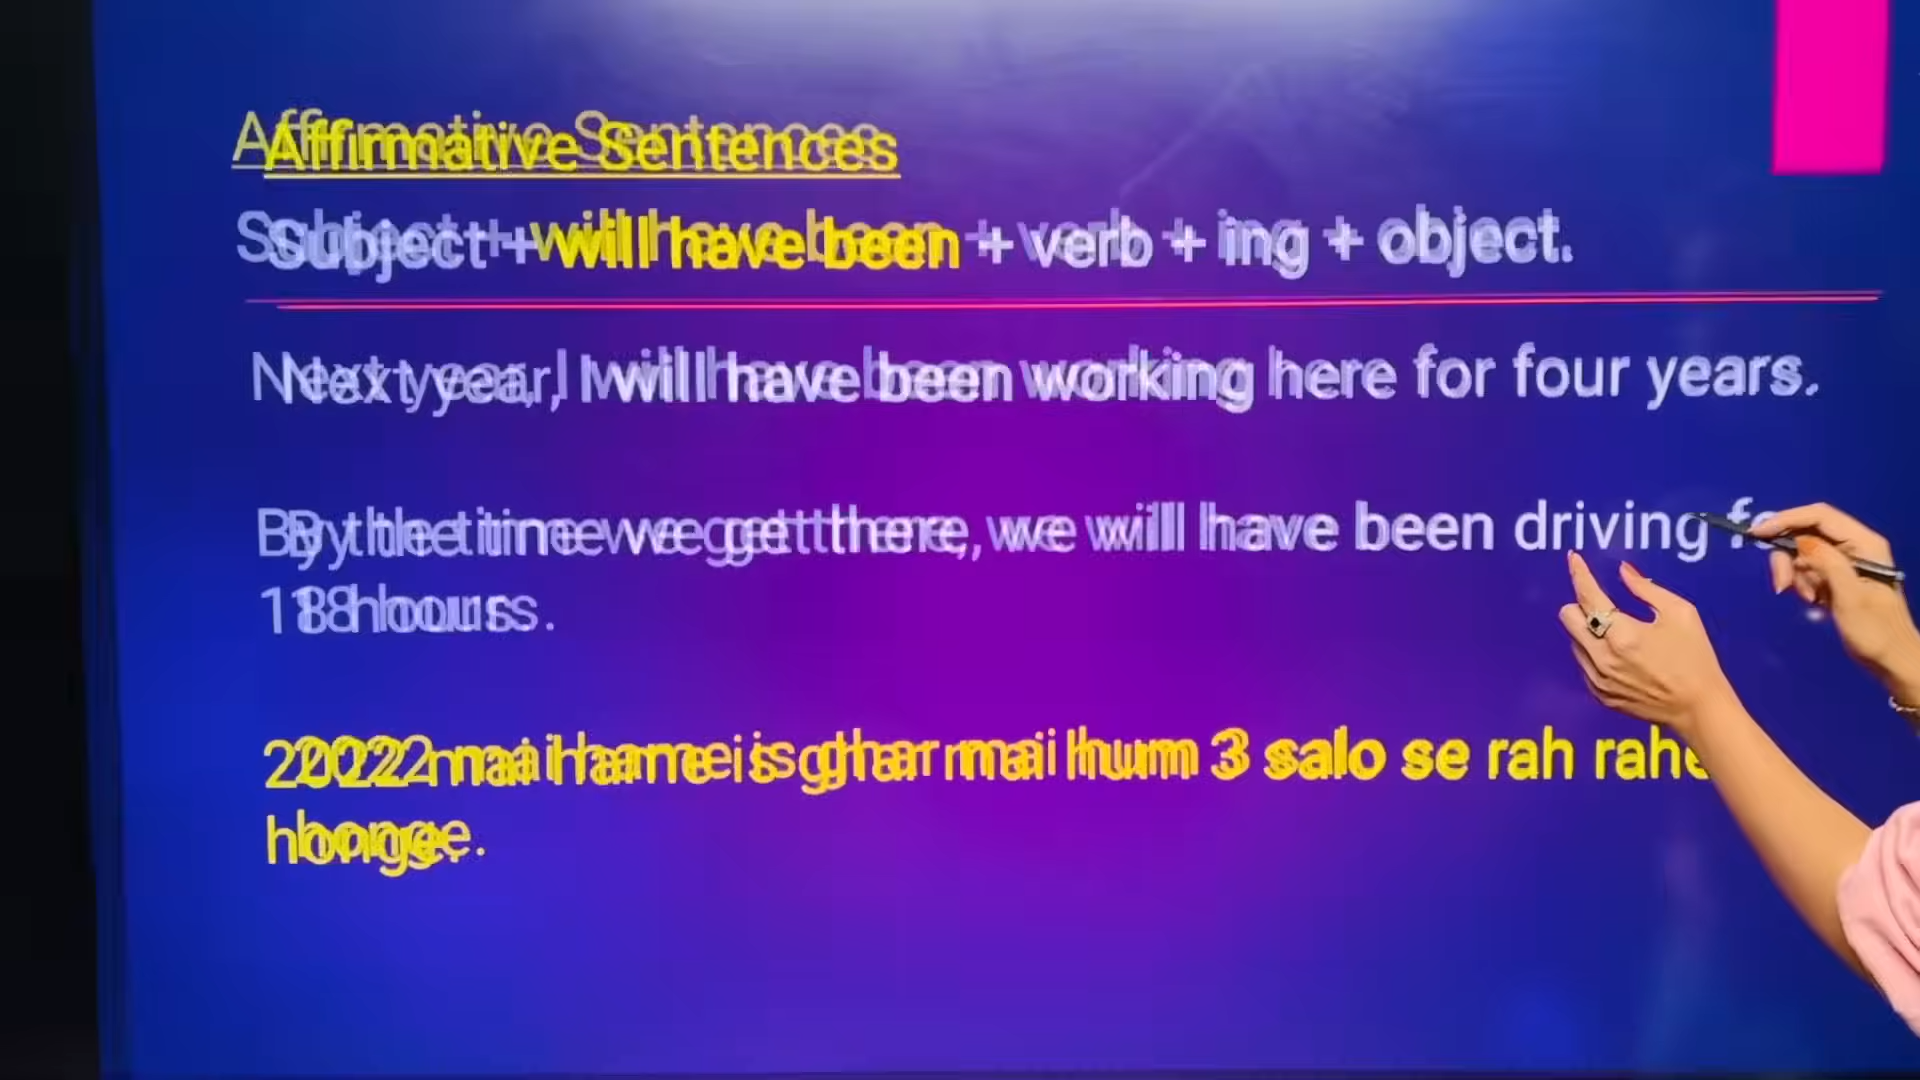 Affirmative Sentences
Subject + will have been + verb + ing + object.
Next year, I will have been working here for four years.
By the time we get there, we will have been driving
18 hours.
2022 mai hame is ghar mai hum 3 salo se rah rahe
honge.